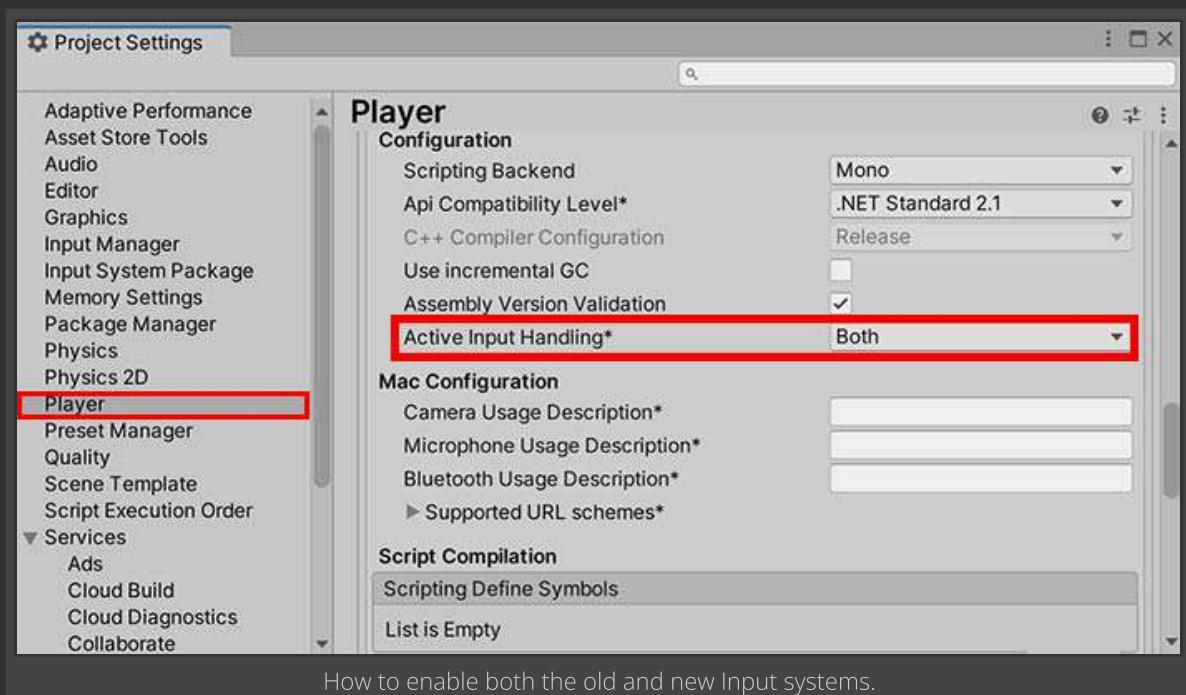 Project Settings
Adaptive Performance
Asset Store Tools
Audio
Editor
Graphics
Input Manager
Input System Package
Memory Settings
Package Manager
Physics
Physics 2D
Player
Preset Manager
Quality
Scene Template
Script Execution Order
Services
Ads
Cloud Build
Cloud Diagnostics
Collaborate
Player
Configuration
Scripting Backend Mono
Api Compatibility Level* .NET Standard 2.1
C++ Compiler Configuration Release
Use incremental GC
Assembly Version Validation
Active Input Handling* Both
Mac Configuration
Camera Usage Description*
Microphone Usage Description*
Bluetooth Usage Description*
Supported URL schemes*
Script Compilation
Scripting Define Symbols
List is Empty
How to enable both the old and new Input systems.